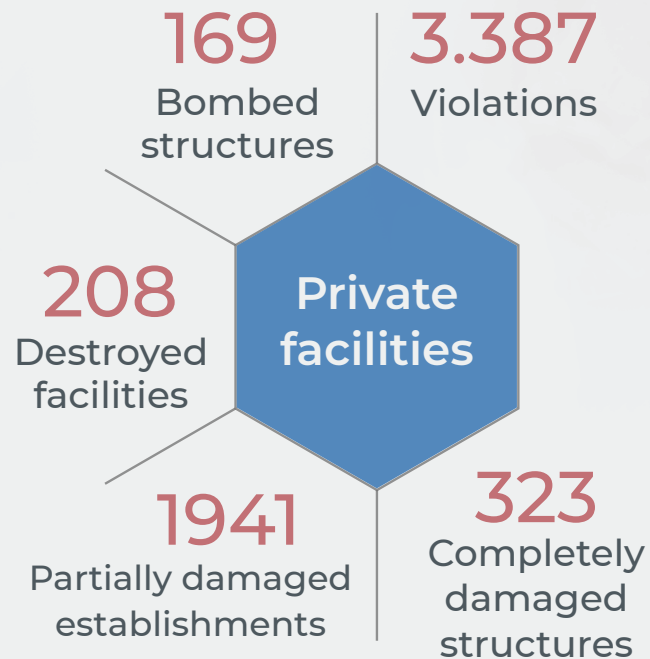 169
Bombed
structures
3.387
Violations
208
Destroyed
facilities
Private
facilities
1941
Partially damaged
establishments
323
Completely
damaged
structures